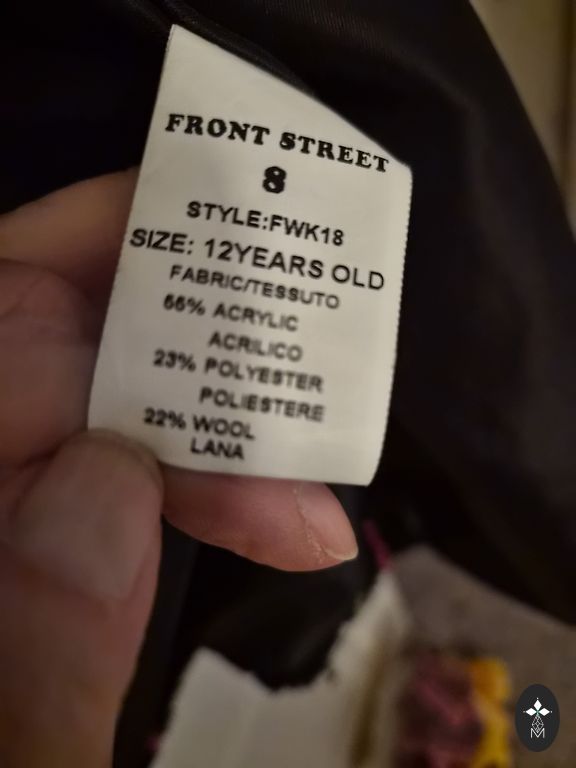 FRONT STREET
8
STYLE:FWK18
SIZE: 12YEARS OLD
FABRIC/TESSUTO
55% ACRYLIC
ACRILICO
23% POLYESTER
POLIESTERE
22% WOOL
LANA
M